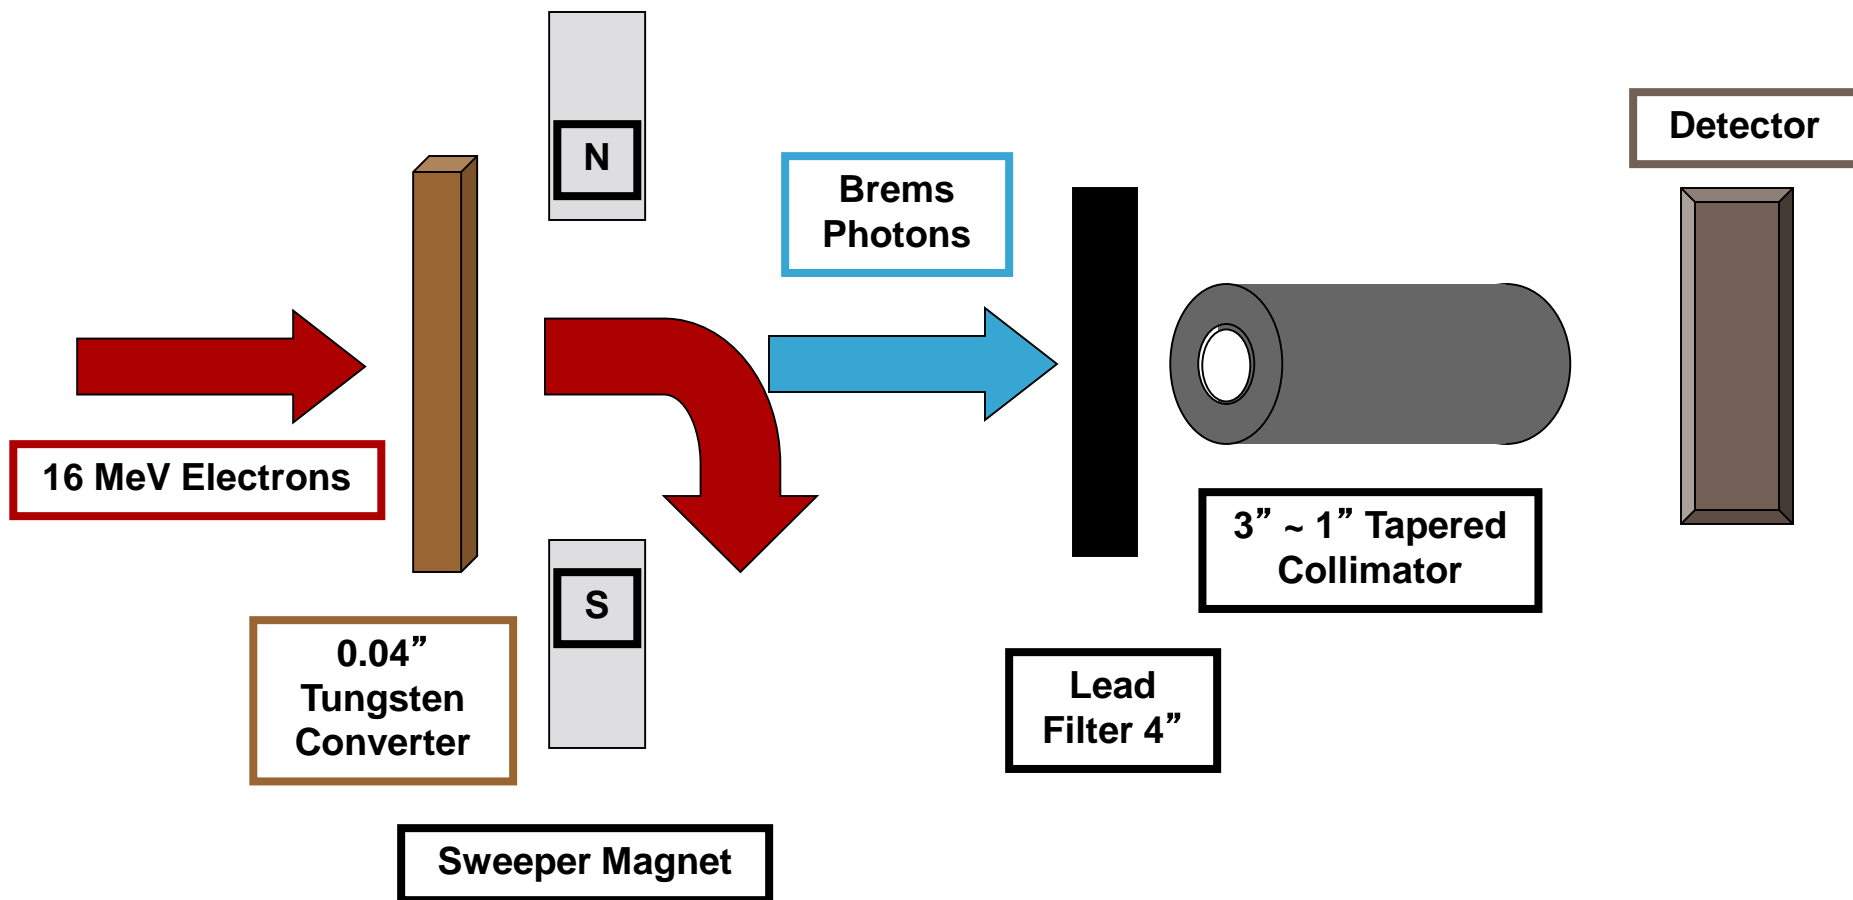 N
Detector
Brems
Photons
16 MeV Electrons
3” ~ 1” Tapered
Collimator
S
0.04”
Tungsten
Converter
Lead
Filter 4”
Sweeper Magnet